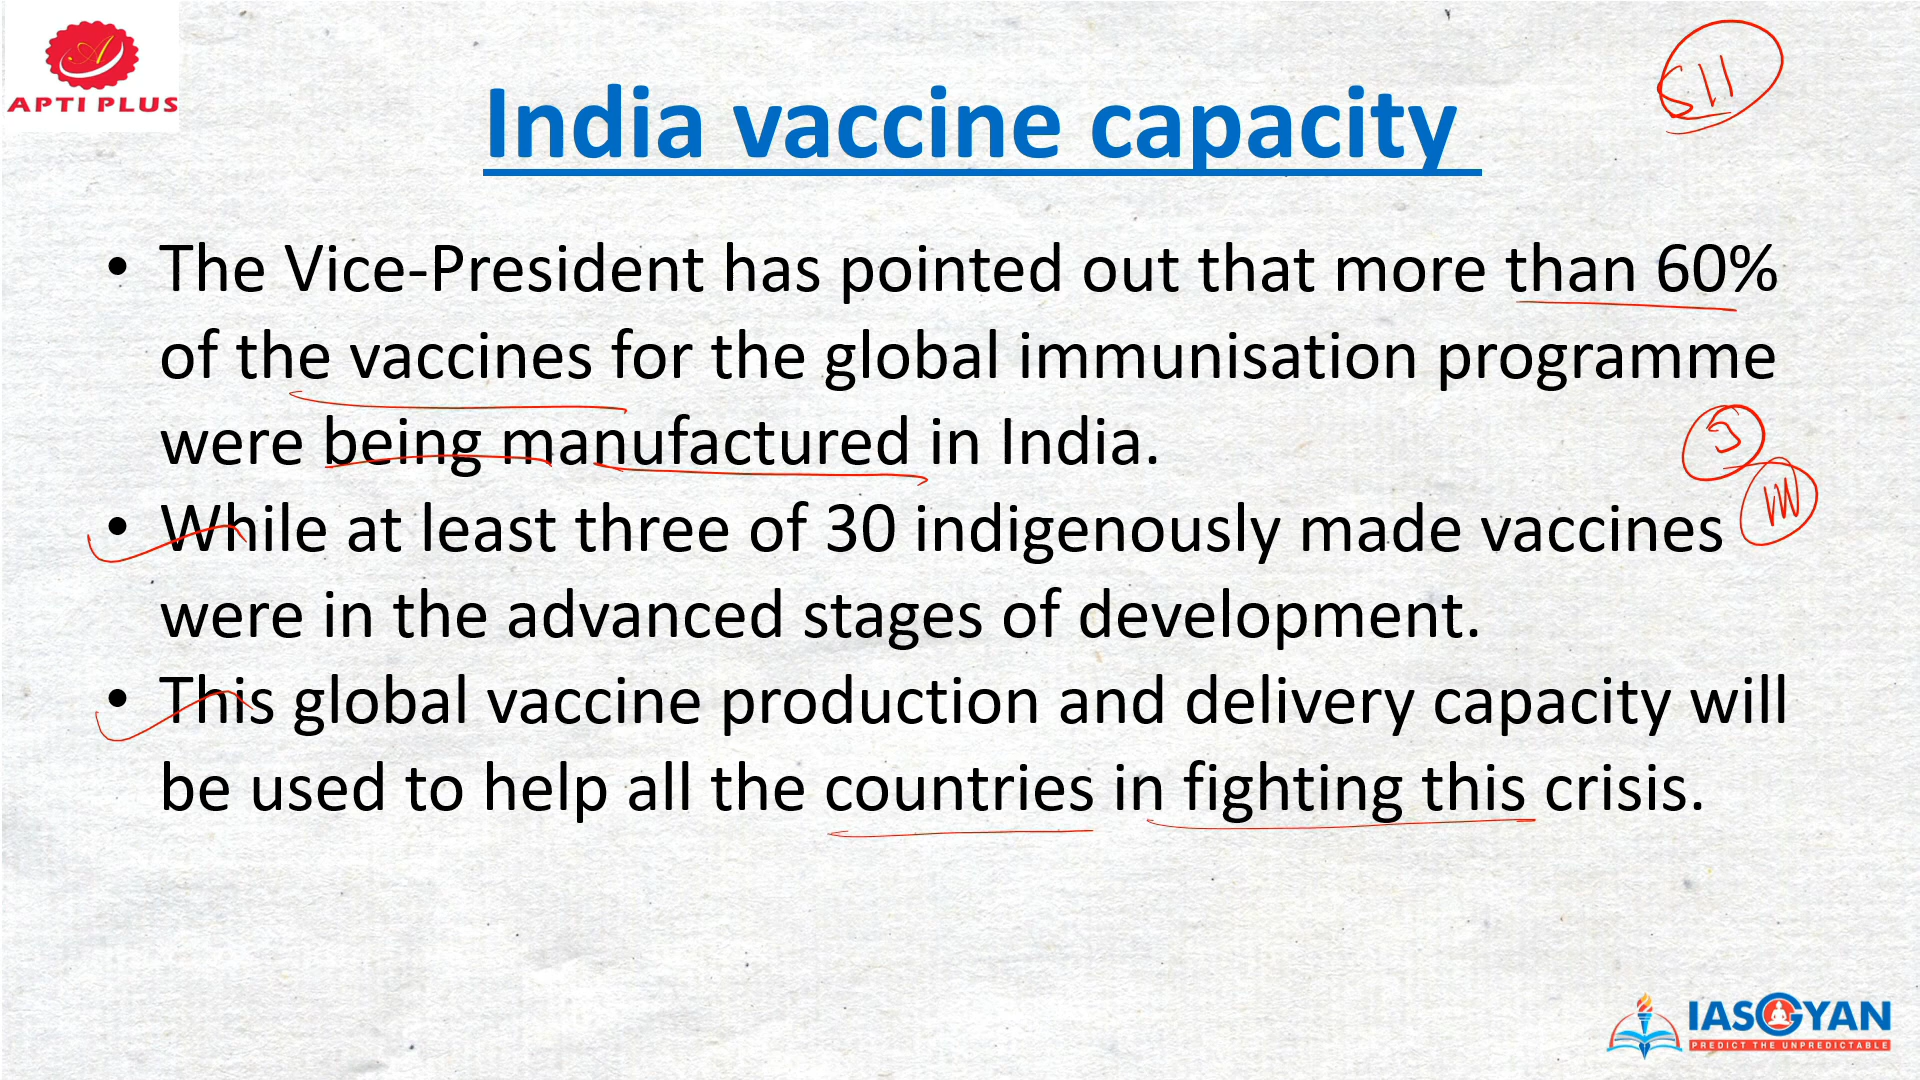 APTI PLUS
SII
India vaccine capacity
• The Vice-President has pointed out that more than 60%
of the vaccines for the global immunisation programme
were being manufactured in India.
• While at least three of 30 indigenously made vaccines
were in the advanced stages of development.
• This global vaccine production and delivery capacity will
be used to help all the countries in fighting this crisis.
IASGYAN
PREDICT THE UNPREDICTABLE